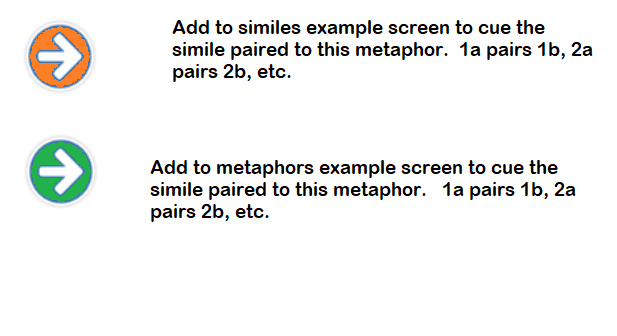 Add to similes example screen to cue the
simile paired to this metaphor.  1a pairs 1b, 2a
pairs 2b, etc.
Add to metaphors example screen to cue the
simile paired to this metaphor.   1a pairs 1b, 2a
pairs 2b, etc.